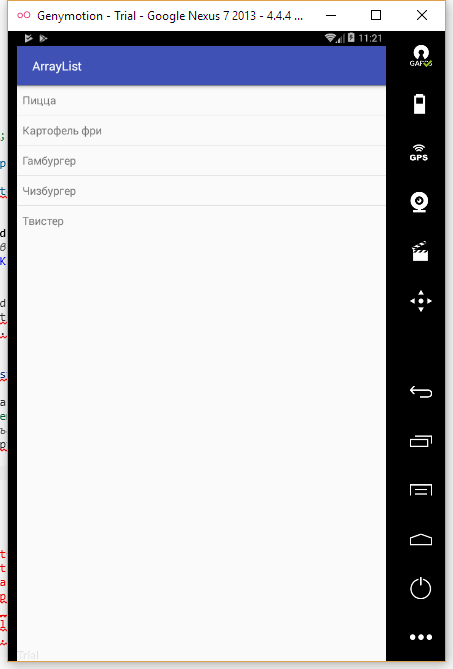 Genymotion - Trial - Google Nexus 7 2013 - 4.4.4 ...
11:21
ArrayList
GAPPS
Пицца
Картофель фри
GPS
Гамбургер
Чизбургер
Твистер
Trial